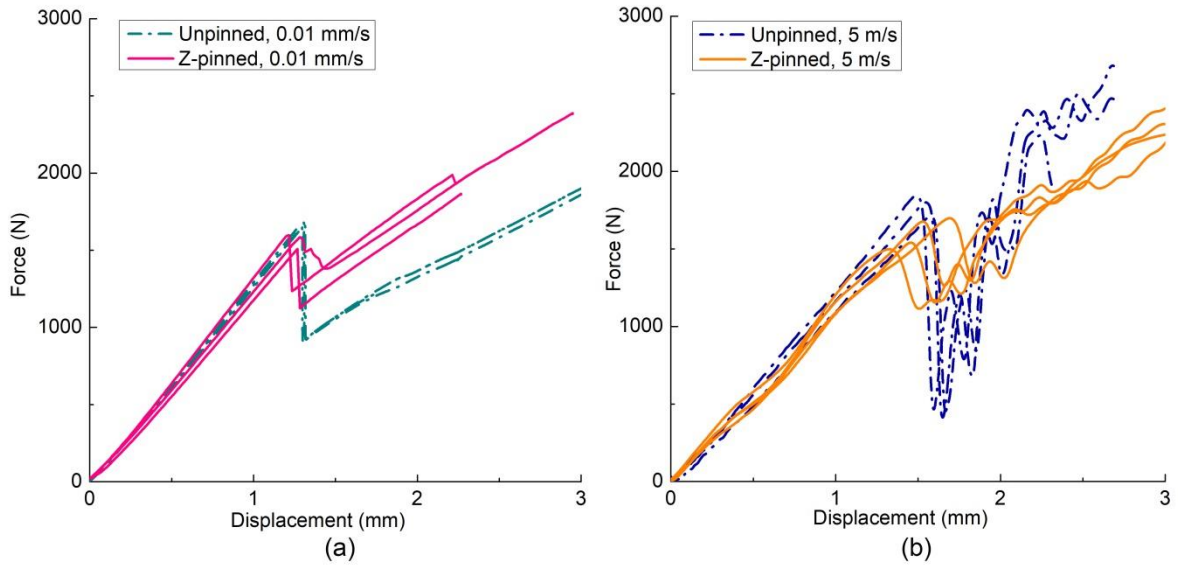 3000
2000
1000
0
0
1
2
3
Force (N)
Displacement (mm)
Unpinned, 0.01 mm/s
Z-pinned, 0.01 mm/s
(a)
3000
2000
1000
0
0
1
2
3
Force (N)
Displacement (mm)
Unpinned, 5 m/s
Z-pinned, 5 m/s
(b)